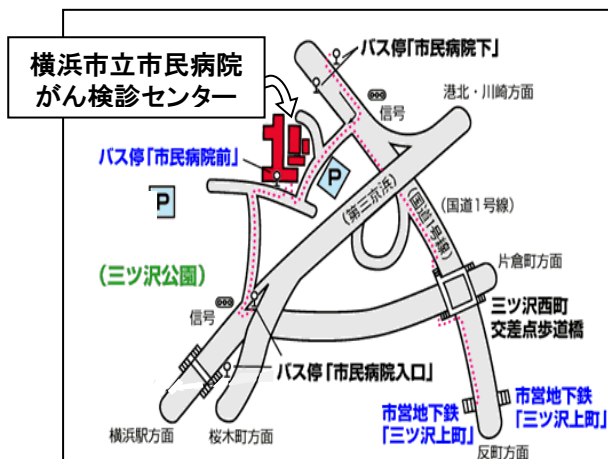 横浜市立市民病院
がん検診センター
バス停「市民病院下」
信号
港北・川崎方面
バス停「市民病院前」
P
P
(第三京浜)
(国道1号線)
(国道1号線)
(三ツ沢公園)
片倉町方面
三ツ沢西町
交差点歩道橋
信号
バス停「市民病院入口」
市営地下鉄
「三ツ沢上町」
市営地下鉄
「三ツ沢上町」
横浜駅方面
桜木町方面
反町方面